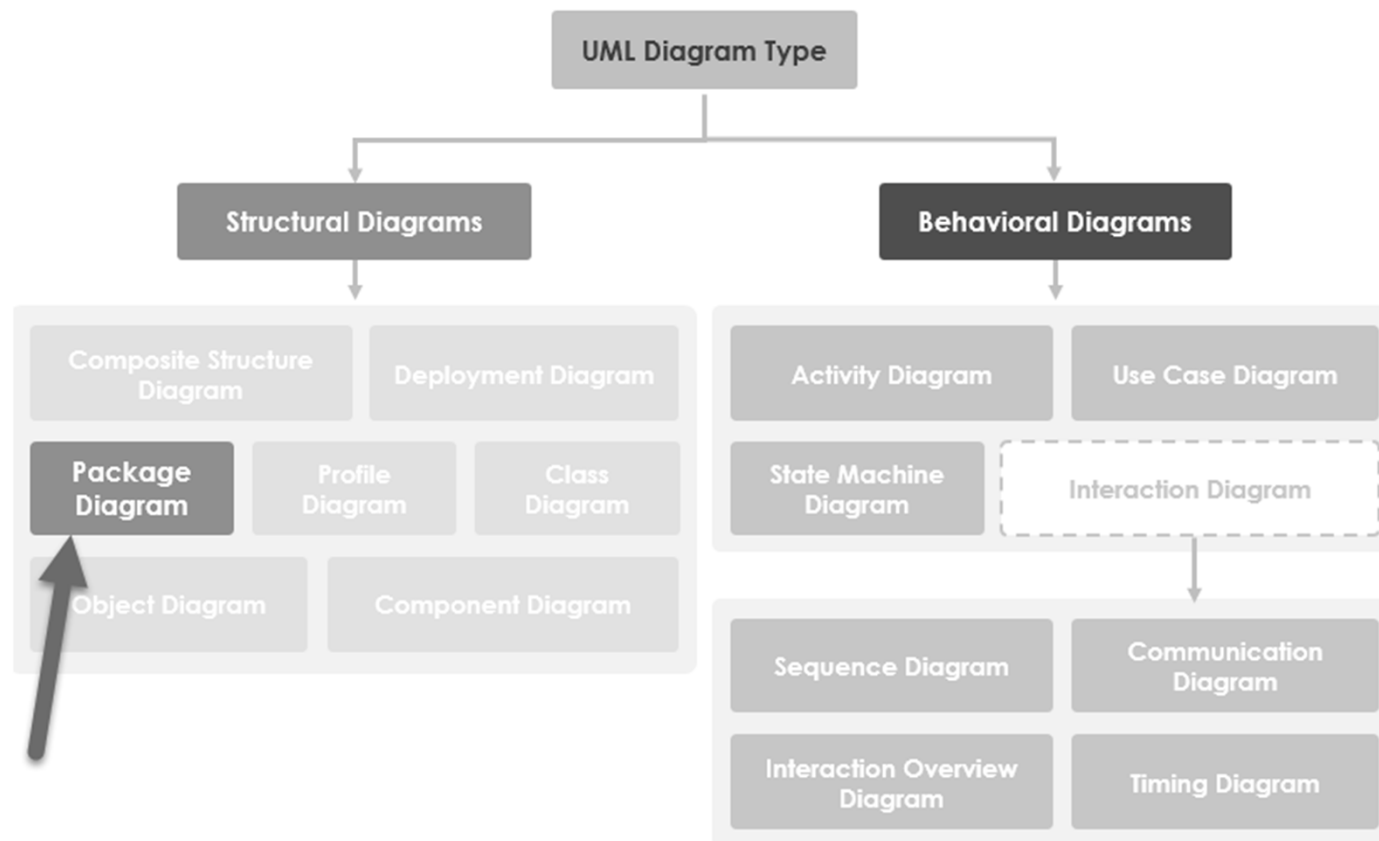 UML Diagram Type
Structural Diagrams
Behavioral Diagrams
Composite Structure
Diagram
Deployment Diagram
Package
Diagram
Profile
Diagram
Class
Diagram
Object Diagram
Component Diagram
Activity Diagram
Use Case Diagram
State Machine
Diagram
Interaction Diagram
Sequence Diagram
Communication
Diagram
Interaction Overview
Diagram
Timing Diagram